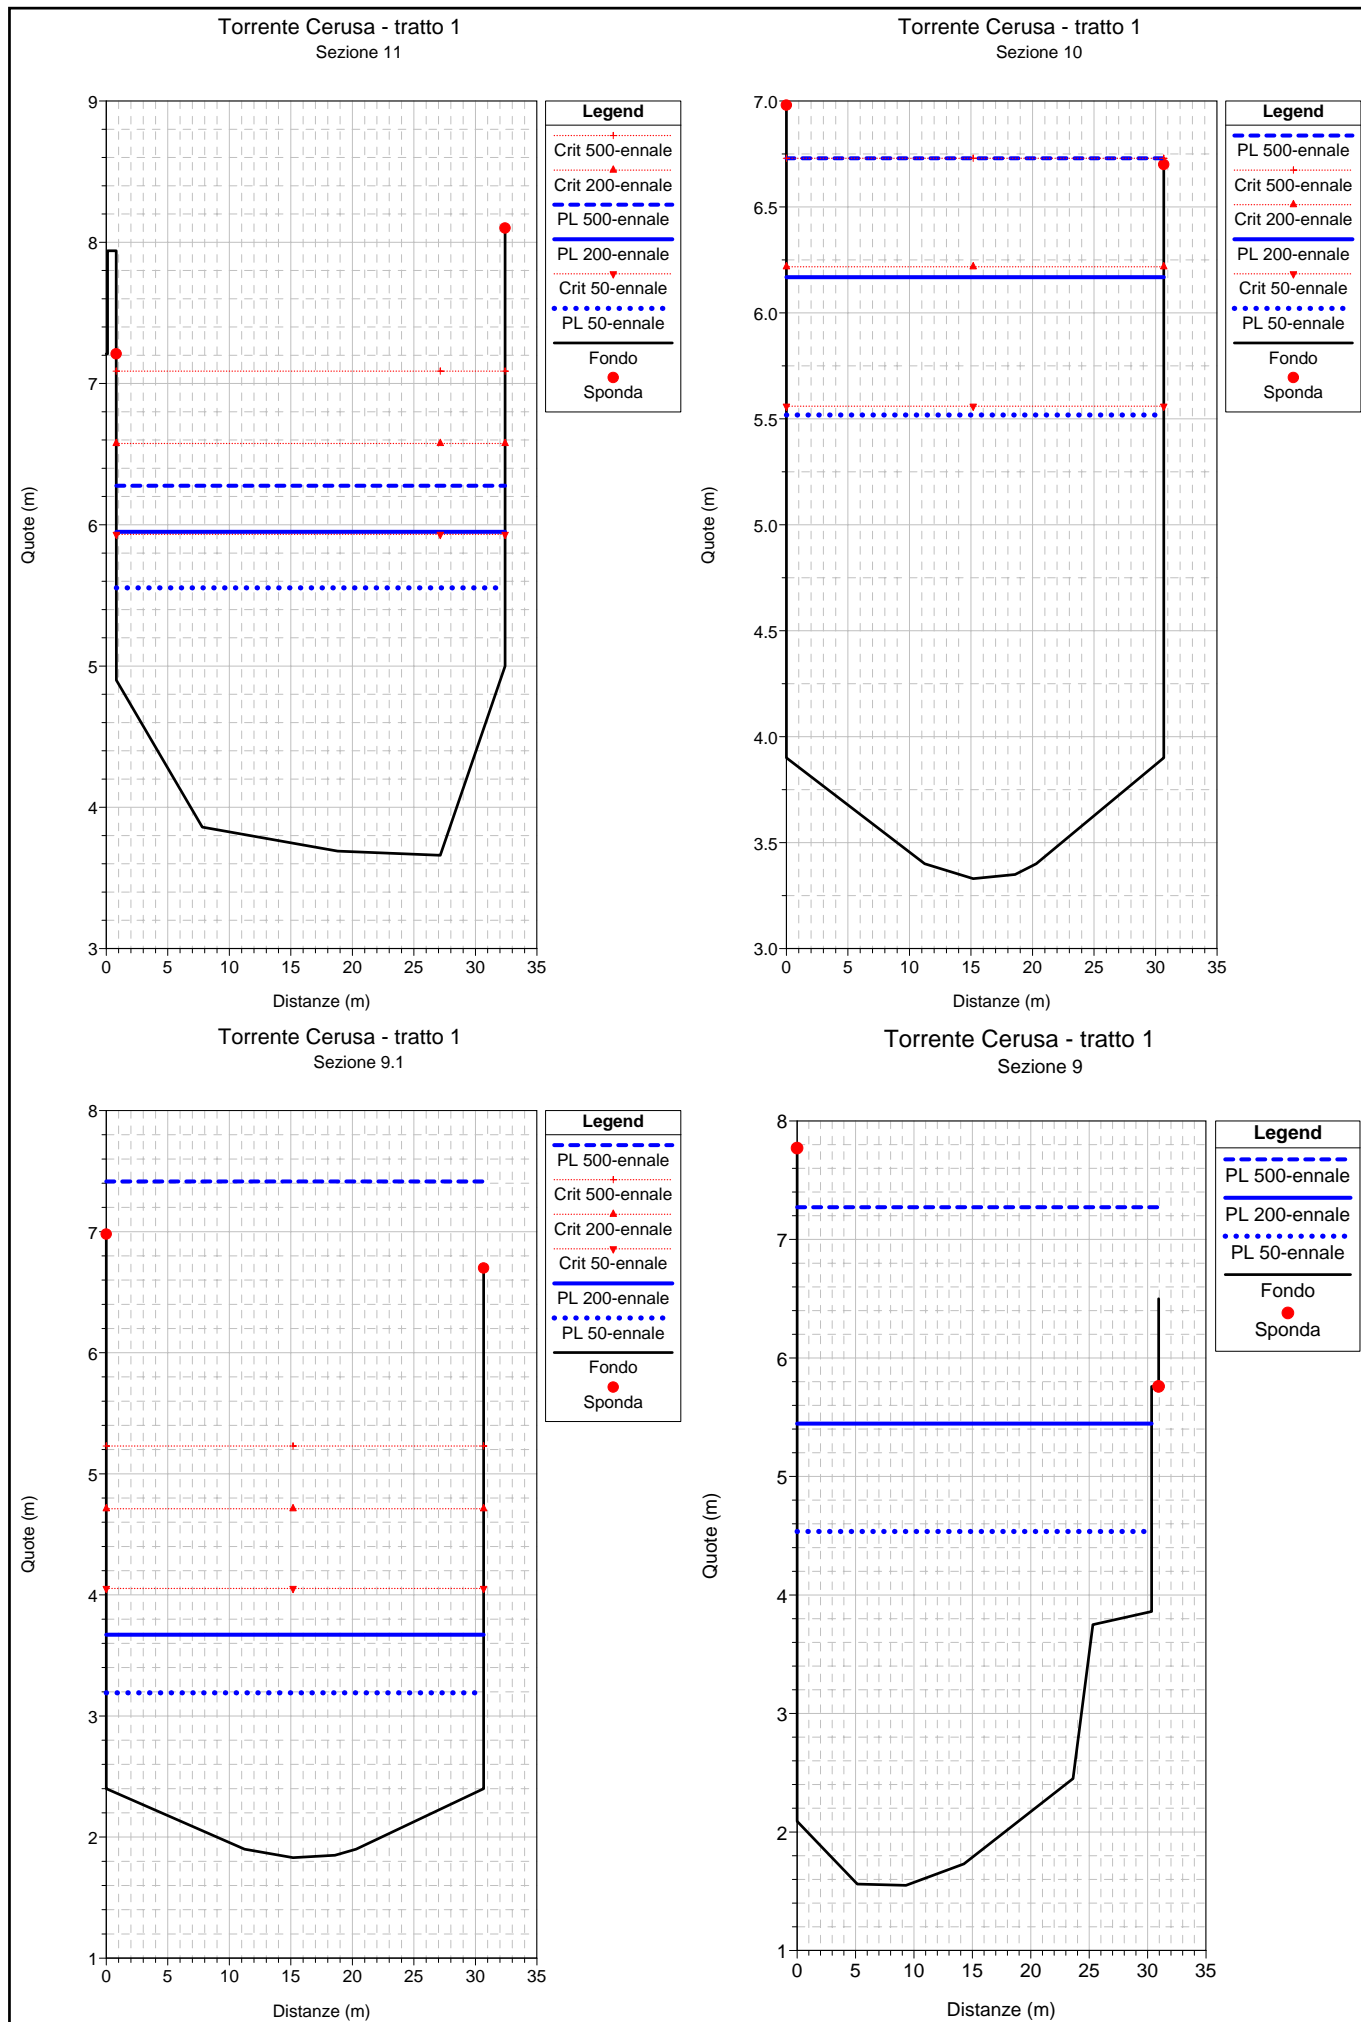 Torrente Cerusa - tratto 1
Sezione 11
9
8
7
6
5
4
3
0 5 10 15 20 25 30 35
Quote (m)
Distanze (m)
Legend
Crit 500-ennale
Crit 200-ennale
PL 500-ennale
PL 200-ennale
Crit 50-ennale
PL 50-ennale
Fondo
Sponda
Torrente Cerusa - tratto 1
Sezione 10
7.0
6.5
6.0
5.5
5.0
4.5
4.0
3.5
3.0
0 5 10 15 20 25 30 35
Quote (m)
Distanze (m)
Legend
PL 500-ennale
Crit 500-ennale
Crit 200-ennale
PL 200-ennale
Crit 50-ennale
PL 50-ennale
Fondo
Sponda
Torrente Cerusa - tratto 1
Sezione 9.1
8
7
6
5
4
3
2
1
0 5 10 15 20 25 30 35
Quote (m)
Distanze (m)
Legend
PL 500-ennale
Crit 500-ennale
Crit 200-ennale
Crit 50-ennale
PL 200-ennale
PL 50-ennale
Fondo
Sponda
Torrente Cerusa - tratto 1
Sezione 9
8
7
6
5
4
3
2
1
0 5 10 15 20 25 30 35
Quote (m)
Distanze (m)
Legend
PL 500-ennale
PL 200-ennale
PL 50-ennale
Fondo
Sponda